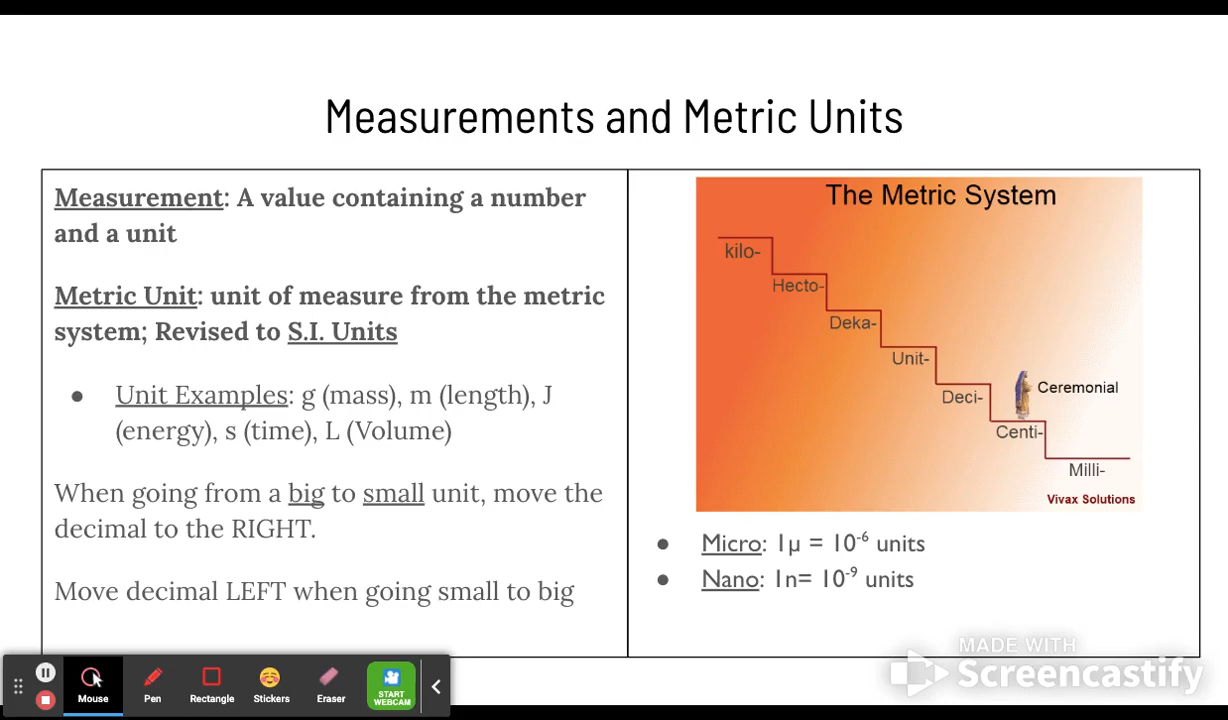 Measurements and Metric Units
Measurement: A value containing a number
and a unit
Metric Unit: unit of measure from the metric
system; Revised to S.I. Units
● Unit Examples: g (mass), m (length), J
(energy), s (time), L (Volume)
When going from a big to small unit, move the
decimal to the RIGHT.
Move decimal LEFT when going small to big
The Metric System
kilo-
Hecto-
Deka-
Unit-
Deci-
Ceremonial
Centi-
Milli-
Vivax Solutions
● Micro: 1μ = 10⁻⁶ units
● Nano: 1n= 10⁻⁹ units
MADE WITH
Screencastify
Mouse
Pen
Rectangle
Stickers
Eraser
START
WEBCAM